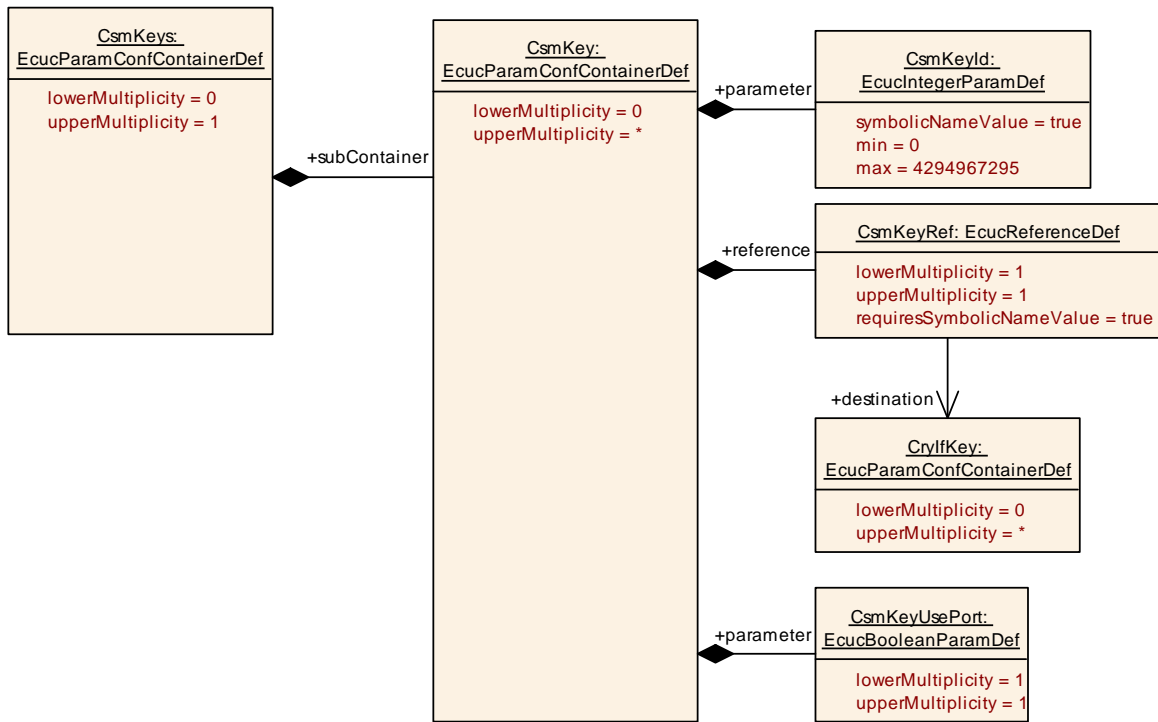 CsmKeys:
EcucParamConfContainerDef
lowerMultiplicity = 0
upperMultiplicity = 1
+subContainer
CsmKey:
EcucParamConfContainerDef
lowerMultiplicity = 0
upperMultiplicity = *
+parameter
CsmKeyId:
EcucIntegerParamDef
symbolicNameValue = true
min = 0
max = 4294967295
+reference
CsmKeyRef: EcucReferenceDef
lowerMultiplicity = 1
upperMultiplicity = 1
requiresSymbolicNameValue = true
+destination
CryIfKey:
EcucParamConfContainerDef
lowerMultiplicity = 0
upperMultiplicity = *
+parameter
CsmKeyUsePort:
EcucBooleanParamDef
lowerMultiplicity = 1
upperMultiplicity = 1